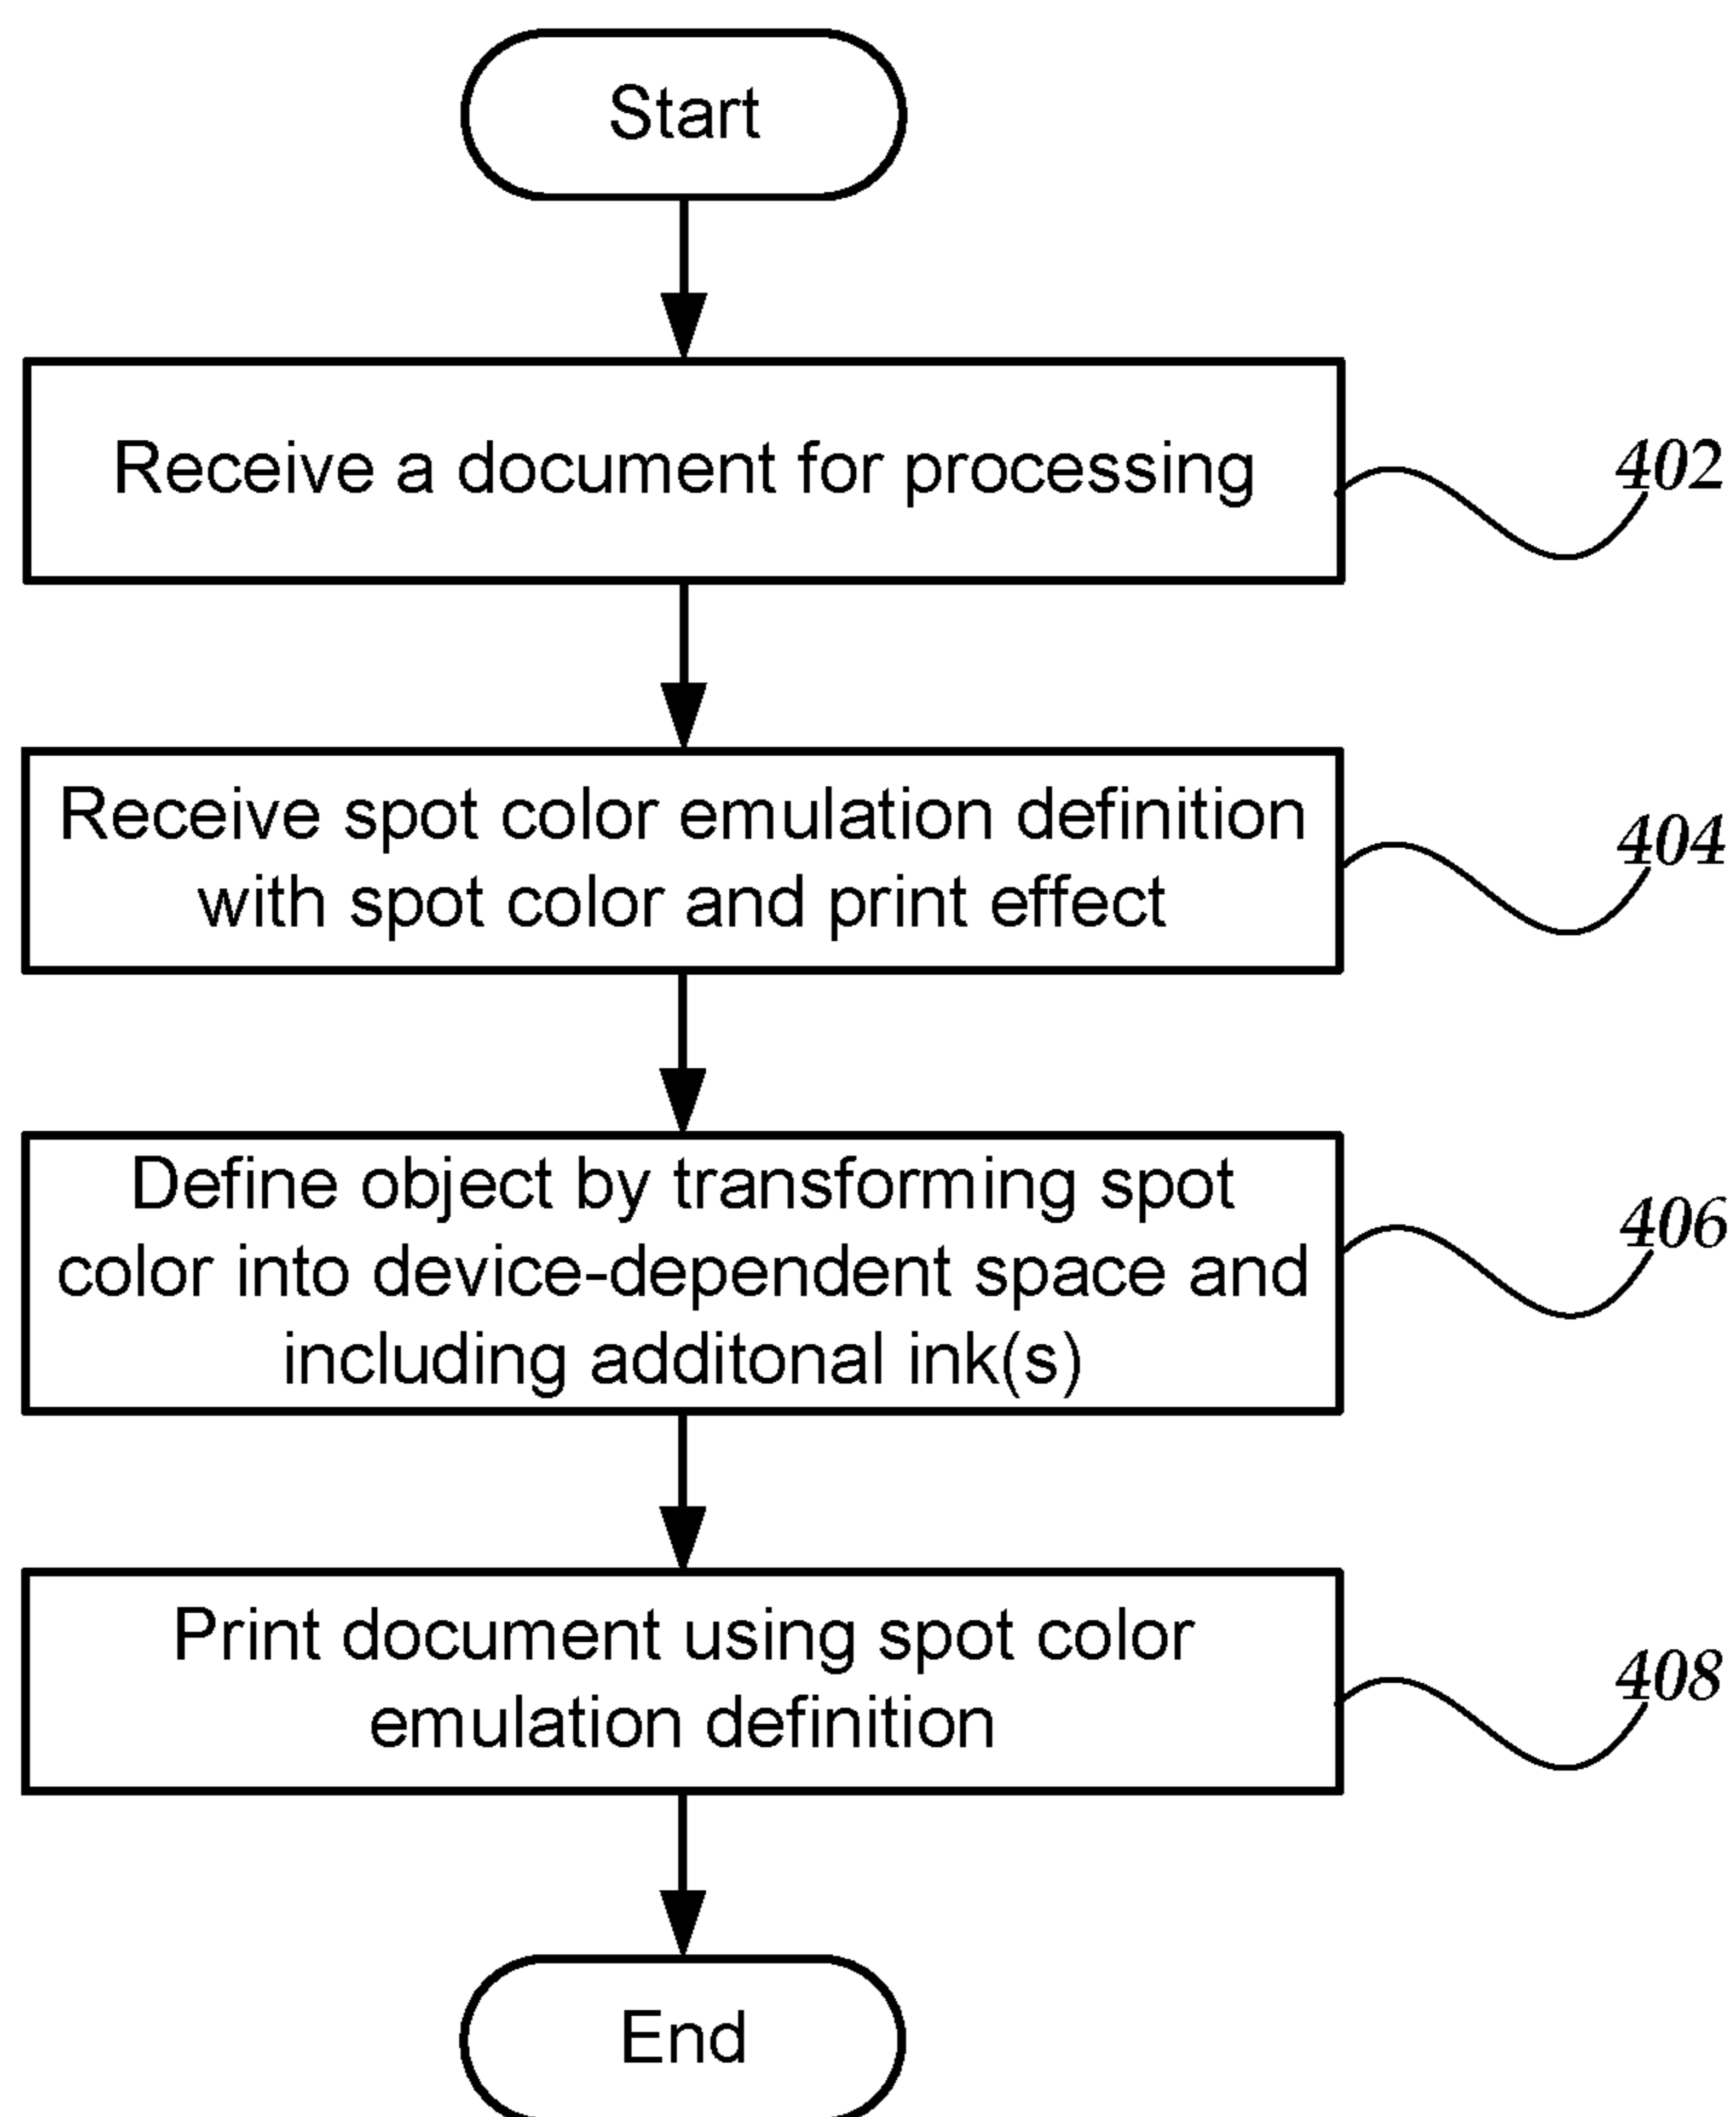 Start
Receive a document for processing
402
Receive spot color emulation definition
with spot color and print effect
404
Define object by transforming spot
color into device-dependent space and
including additonal ink(s)
406
Print document using spot color
emulation definition
408
End